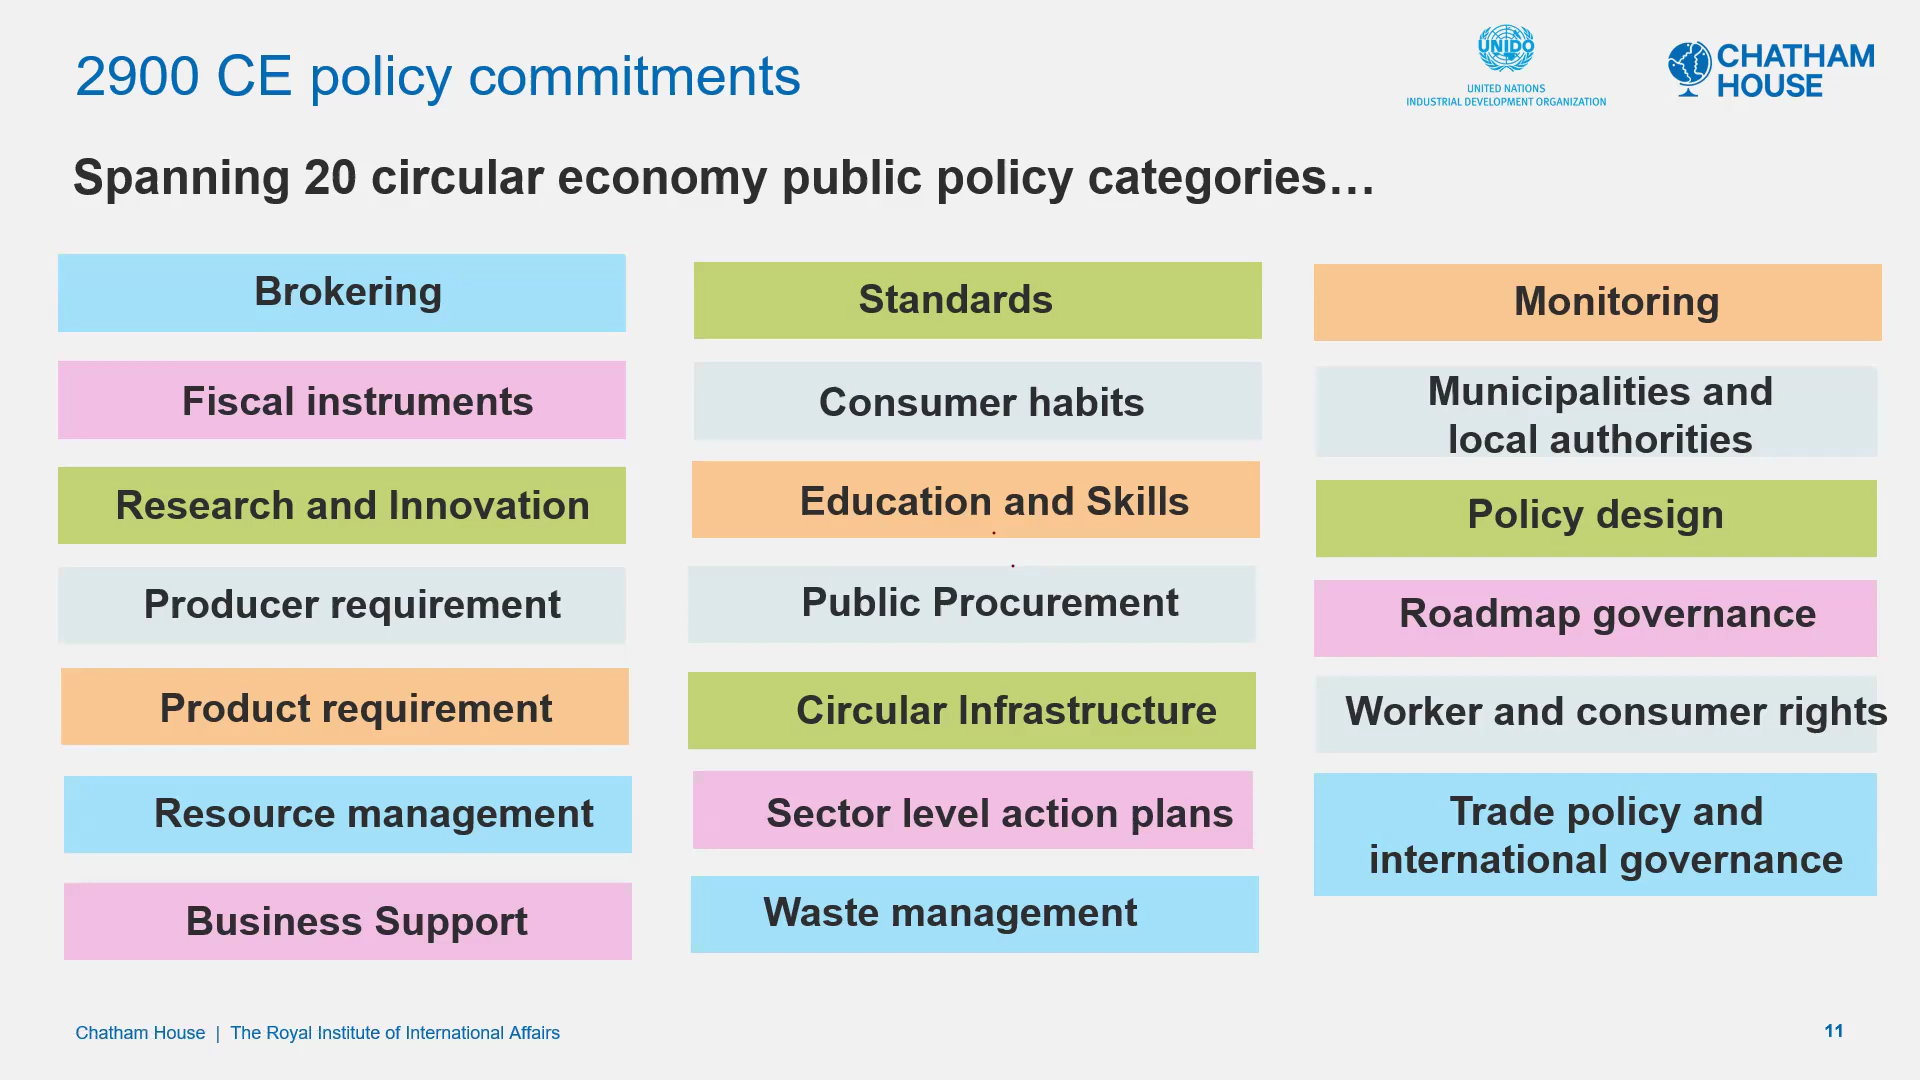 2900 CE policy commitments
UNIDO
UNITED NATIONS
INDUSTRIAL DEVELOPMENT ORGANIZATION
CHATHAM
HOUSE
Spanning 20 circular economy public policy categories…
Brokering
Fiscal instruments
Research and Innovation
Producer requirement
Product requirement
Resource management
Business Support
Standards
Consumer habits
Education and Skills
Public Procurement
Circular Infrastructure
Sector level action plans
Waste management
Monitoring
Municipalities and
local authorities
Policy design
Roadmap governance
Worker and consumer rights
Trade policy and
international governance
Chatham House | The Royal Institute of International Affairs
11